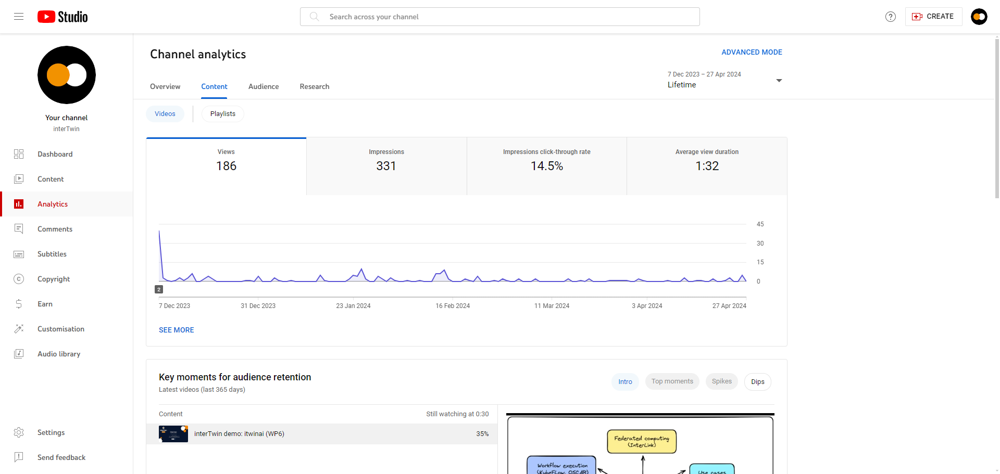 Studio
Search across your channel
?
CREATE
Your channel
interTwin
Dashboard
Content
Analytics
Comments
Subtitles
Copyright
Earn
Customisation
Audio library
Settings
Send feedback
Channel analytics
ADVANCED MODE
7 Dec 2023 – 27 Apr 2024
Lifetime
Overview
Content
Audience
Research
Videos
Playlists
Views
186
Impressions
331
Impressions click-through rate
14.5%
Average view duration
1:32
45
30
15
0
2
7 Dec 2023
31 Dec 2023
23 Jan 2024
16 Feb 2024
11 Mar 2024
3 Apr 2024
27 Apr 2024
SEE MORE
Key moments for audience retention
Latest videos (last 365 days)
Intro
Top moments
Spikes
Dips
Content
Still watching at 0:30
interTwin demo: itwinai (WP6)
35%
Federated computing
(InterLink)
Workflow execution
(KubeFlow, OSCAR)
Use cases